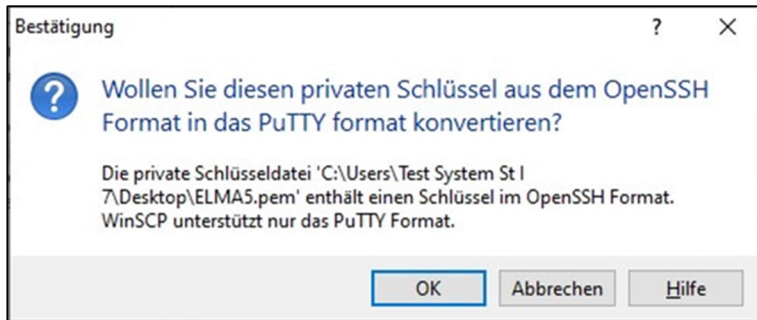 Bestätigung ? ×
Wollen Sie diesen privaten Schlüssel aus dem OpenSSH
Format in das PuTTY format konvertieren?
Die private Schlüsseldatei 'C:\Users\Test System St I
7\Desktop\ELMA5.pem' enthält einen Schlüssel im OpenSSH Format.
WinSCP unterstützt nur das PuTTY Format.
OK Abbrechen Hilfe